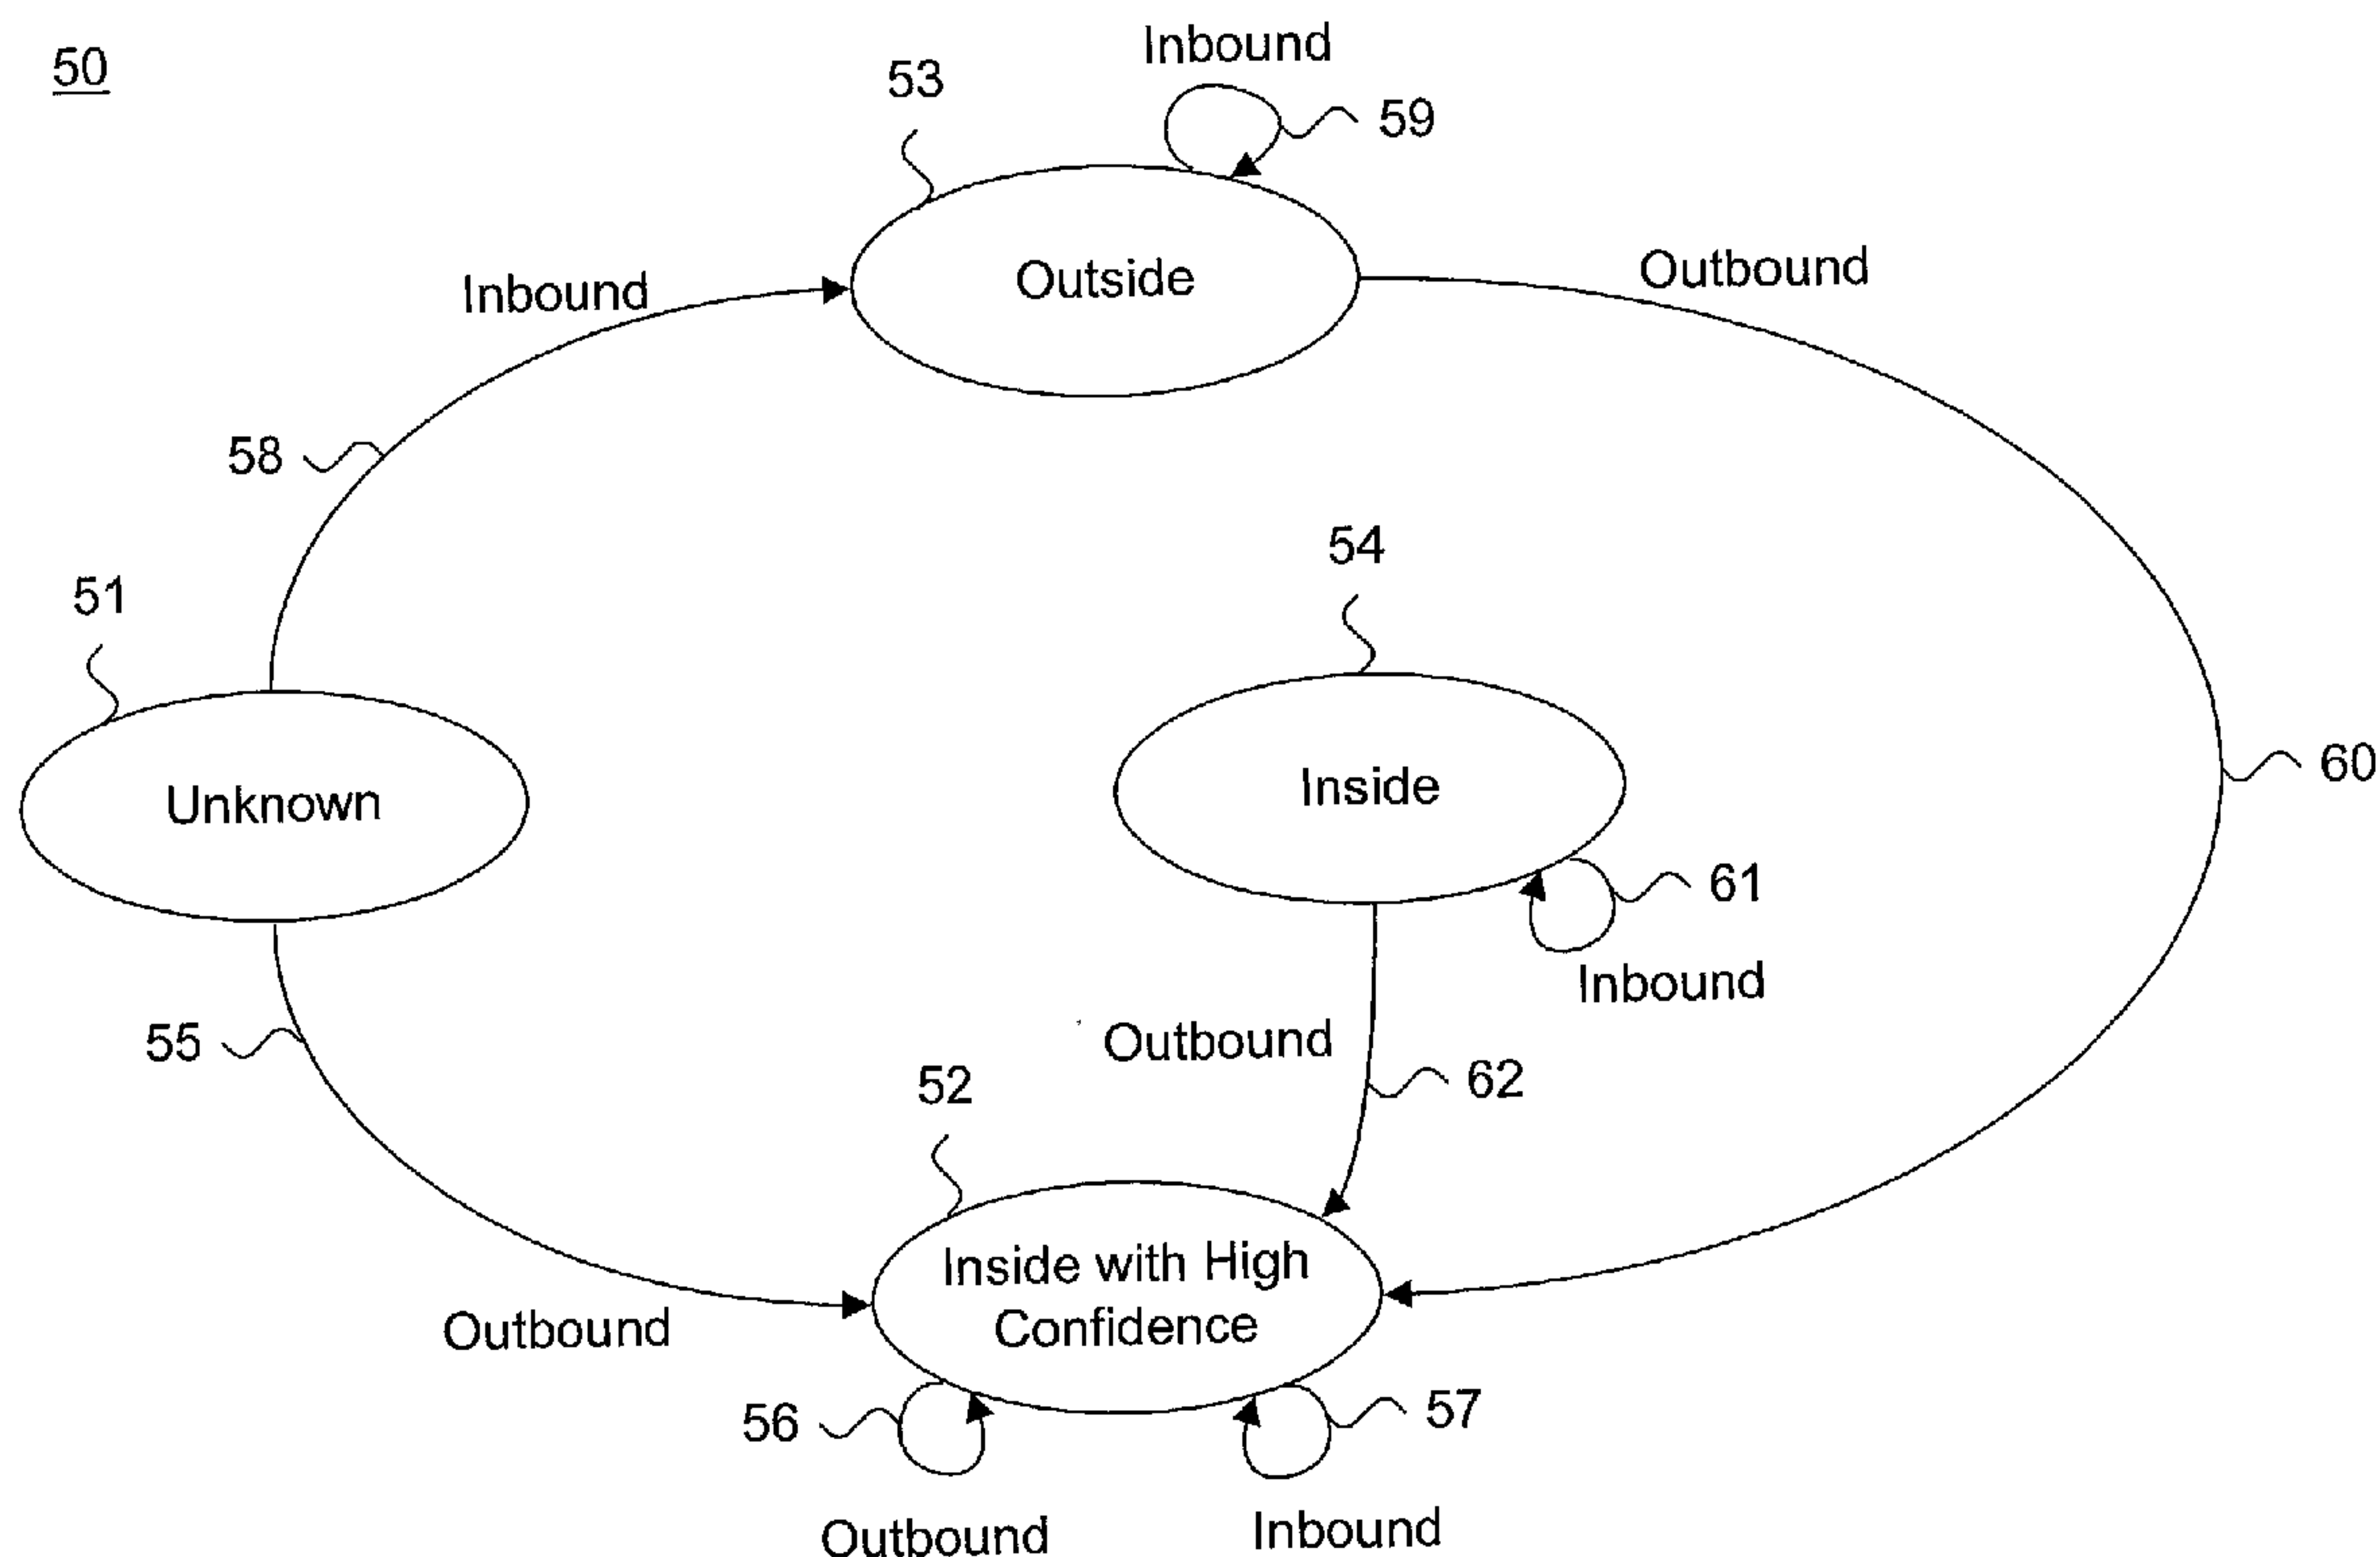 50
Inbound
53
59
Outside
Outbound
Inbound
58
54
51
Unknown
Inside
60
61
Inbound
55
Outbound
62
52
Inside with High
Confidence
Outbound
56
57
Outbound
Inbound